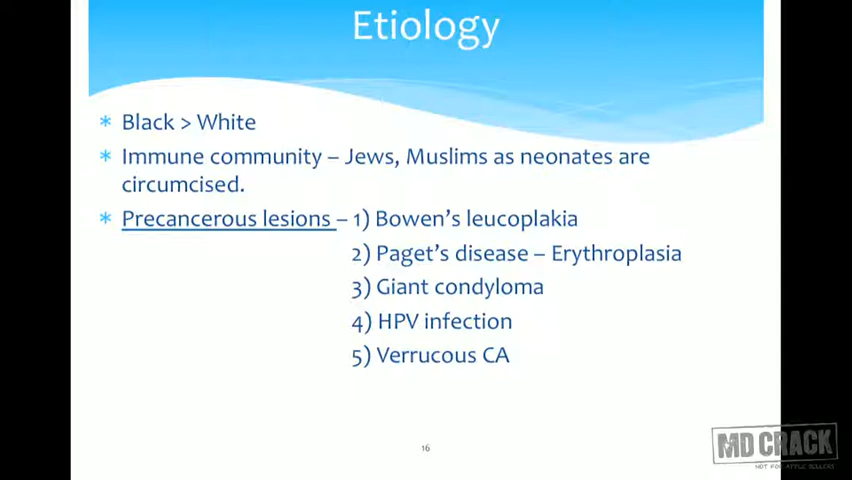 Etiology
Black > White
Immune community – Jews, Muslims as neonates are
circumcised.
Precancerous lesions – 1) Bowen's leucoplakia
2) Paget's disease – Erythroplasia
3) Giant condyloma
4) HPV infection
5) Verrucous CA
16
MD CRACK